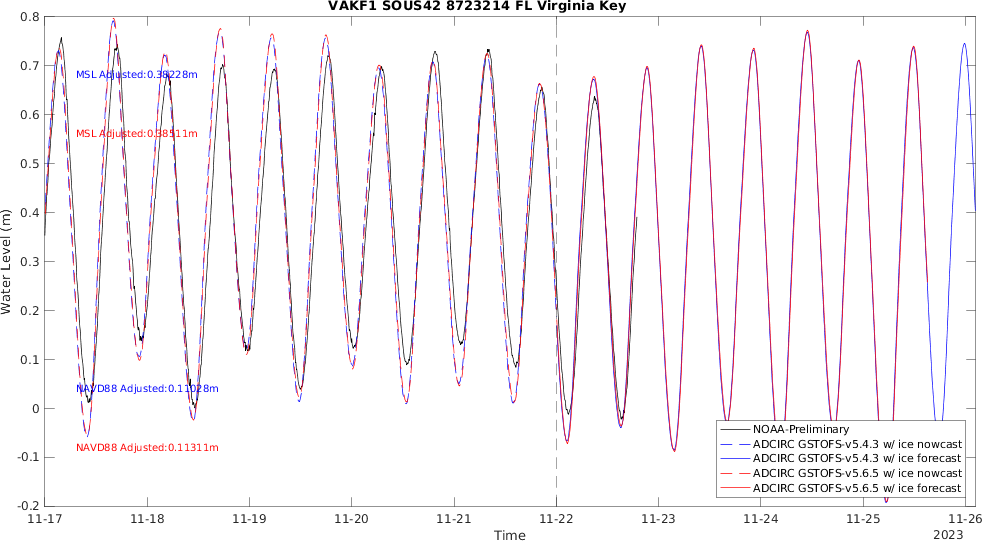 VAKF1 SOUS42 8723214 FL Virginia Key
0.8
0.7
0.6
0.5
0.4
0.3
0.2
0.1
0
-0.1
-0.2
Water Level (m)
MSL Adjusted:0.38228m
MSL Adjusted:0.38511m
NAVD88 Adjusted:0.11028m
NAVD88 Adjusted:0.11311m
NOAA-Preliminary
ADCIRC GSTOFS-v5.4.3 w/ ice nowcast
ADCIRC GSTOFS-v5.4.3 w/ ice forecast
ADCIRC GSTOFS-v5.6.5 w/ ice nowcast
ADCIRC GSTOFS-v5.6.5 w/ ice forecast
11-17 11-18 11-19 11-20 11-21 11-22 11-23 11-24 11-25 11-26
Time
2023